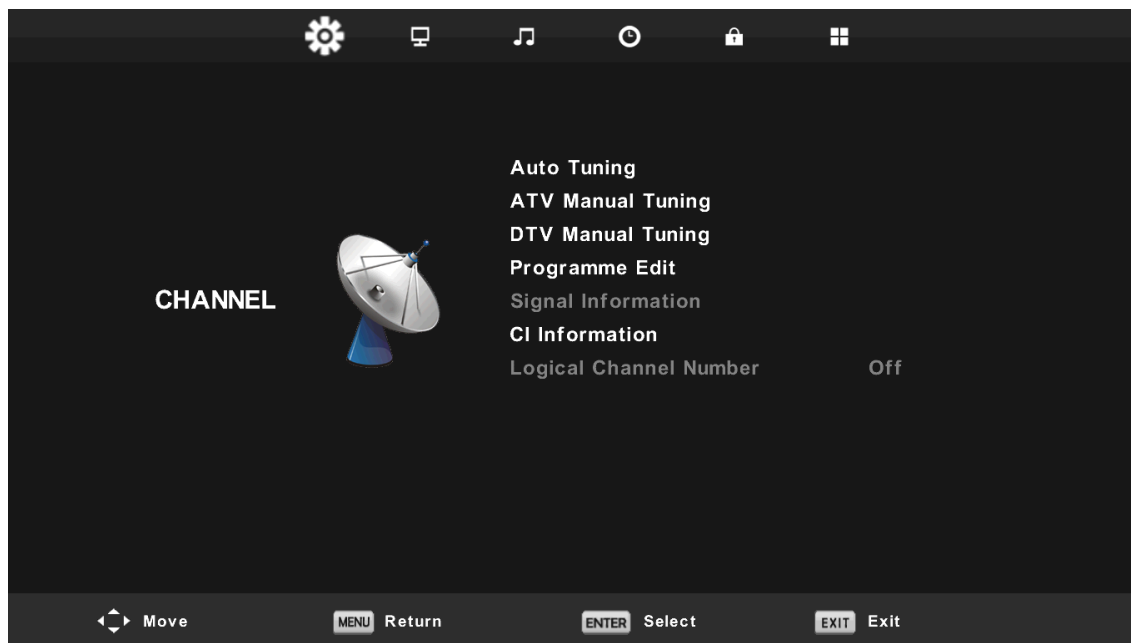 Auto Tuning
ATV Manual Tuning
DTV Manual Tuning
Programme Edit
CHANNEL
Signal Information
CI Information
Logical Channel Number Off
Move MENU Return ENTER Select EXIT Exit